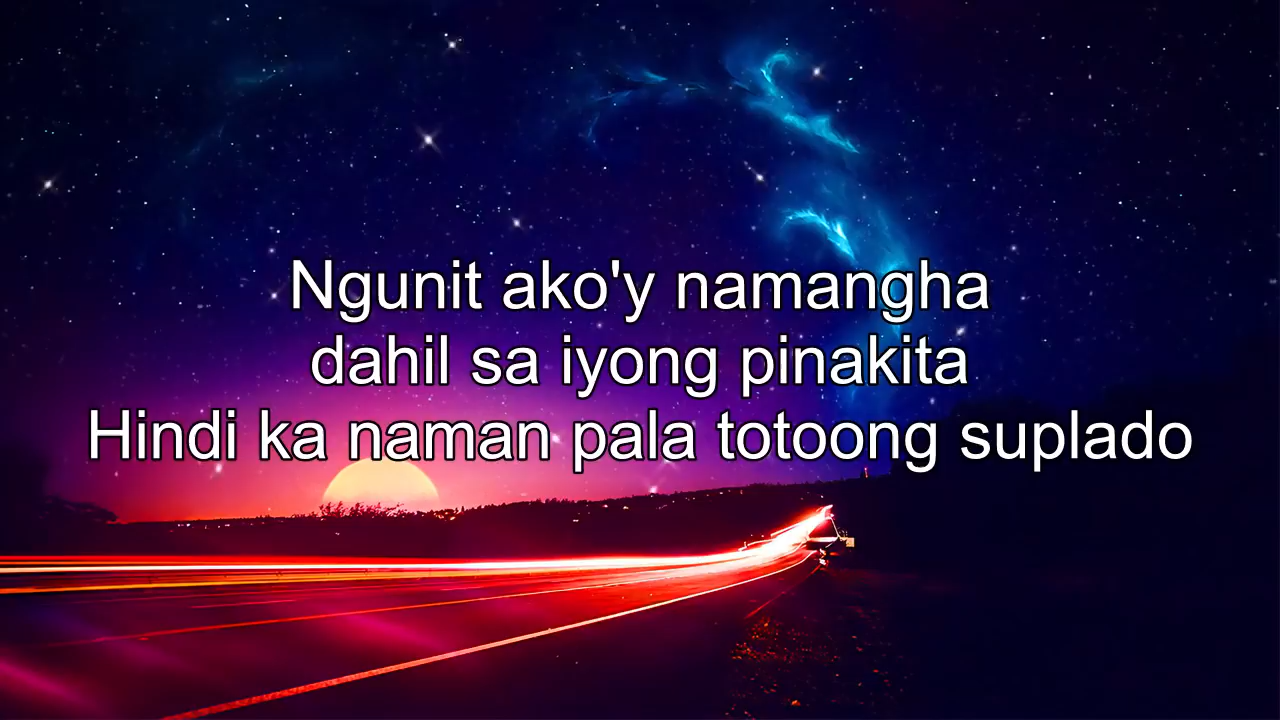 Ngunit ako'y namangha
dahil sa iyong pinakita
Hindi ka naman pala totoong suplado